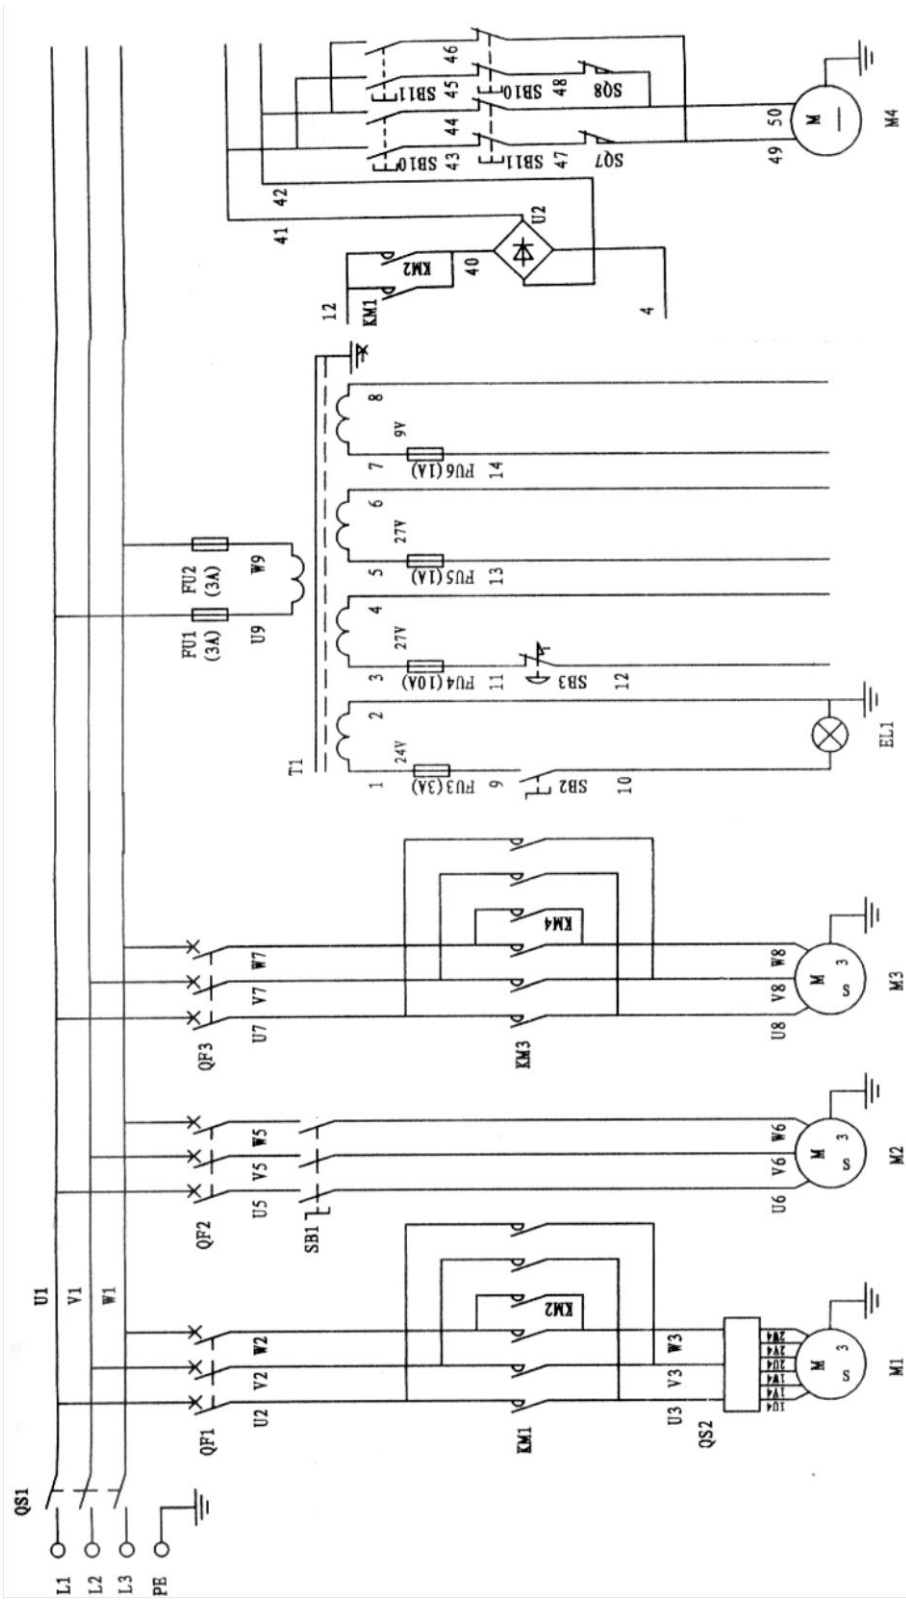 QS1
L1
L2
L3
PE
U1
V1
W1
QF1
U2
V2
W2
KM1
KM2
U3
V3
W3
QS2
1U4
1V4
1W4
2U4
2V4
2W4
M
3
S
M1
QF2
U5
V5
W5
SB1
U6
V6
W6
M
3
S
M2
QF3
U7
V7
W7
KM3
KM4
U8
V8
W8
M
3
S
M3
FU1
(3A)
FU2
(3A)
U9
W9
T1
1
24V
2
FU3(3A)
9
SB2
10
EL1
3
27V
4
FU4(10A)
11
SB3
12
5
27V
6
FU5(1A)
13
7
9V
8
FU6(1A)
14
12
KM1
KM2
40
U2
4
41
42
SB10
43
44
SB11
45
46
SB11
47
SB10
48
SQ7
SQ8
49
50
M
M4